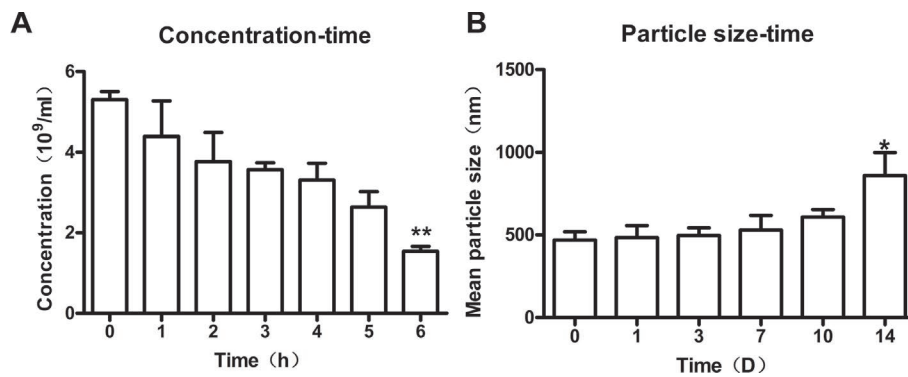 A
Concentration-time
Concentration（10⁹/ml）
6
4
2
0
**
0 1 2 3 4 5 6
Time（h）
B
Particle size-time
Mean particle size（nm）
1500
1000
500
0
*
0 1 3 7 10 14
Time（D）